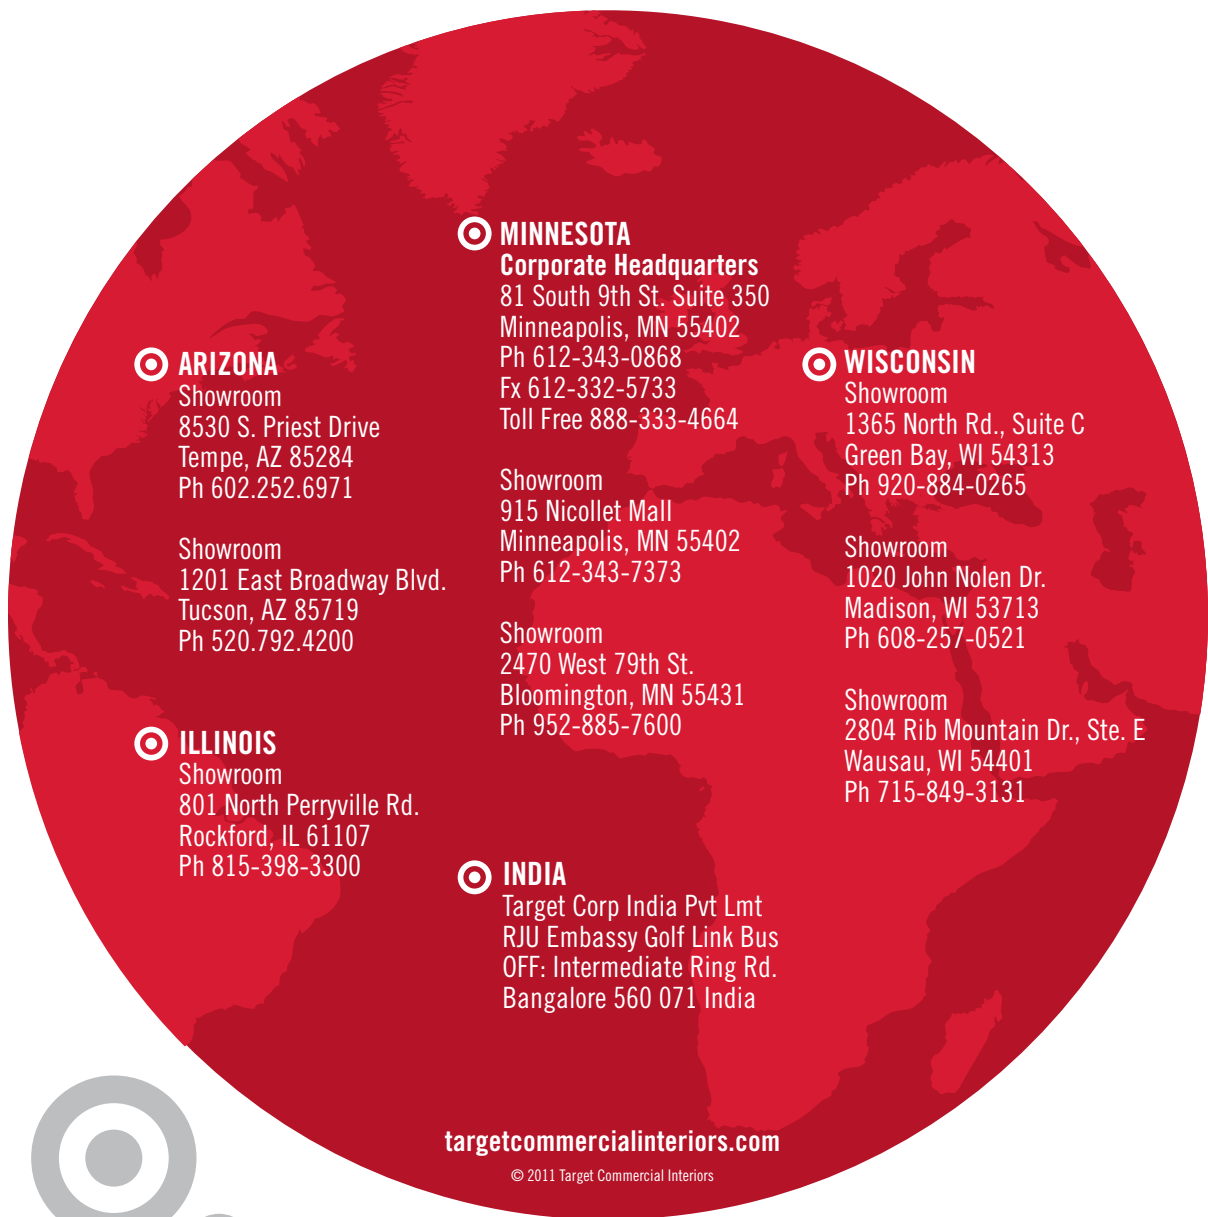 MINNESOTA
Corporate Headquarters
81 South 9th St. Suite 350
Minneapolis, MN 55402
Ph 612-343-0868
Fx 612-332-5733
Toll Free 888-333-4664
Showroom
915 Nicollet Mall
Minneapolis, MN 55402
Ph 612-343-7373
Showroom
2470 West 79th St.
Bloomington, MN 55431
Ph 952-885-7600
ARIZONA
Showroom
8530 S. Priest Drive
Tempe, AZ 85284
Ph 602.252.6971
Showroom
1201 East Broadway Blvd.
Tucson, AZ 85719
Ph 520.792.4200
WISCONSIN
Showroom
1365 North Rd., Suite C
Green Bay, WI 54313
Ph 920-884-0265
Showroom
1020 John Nolen Dr.
Madison, WI 53713
Ph 608-257-0521
Showroom
2804 Rib Mountain Dr., Ste. E
Wausau, WI 54401
Ph 715-849-3131
ILLINOIS
Showroom
801 North Perryville Rd.
Rockford, IL 61107
Ph 815-398-3300
INDIA
Target Corp India Pvt Lmt
RJU Embassy Golf Link Bus
OFF: Intermediate Ring Rd.
Bangalore 560 071 India
targetcommercialinteriors.com
© 2011 Target Commercial Interiors